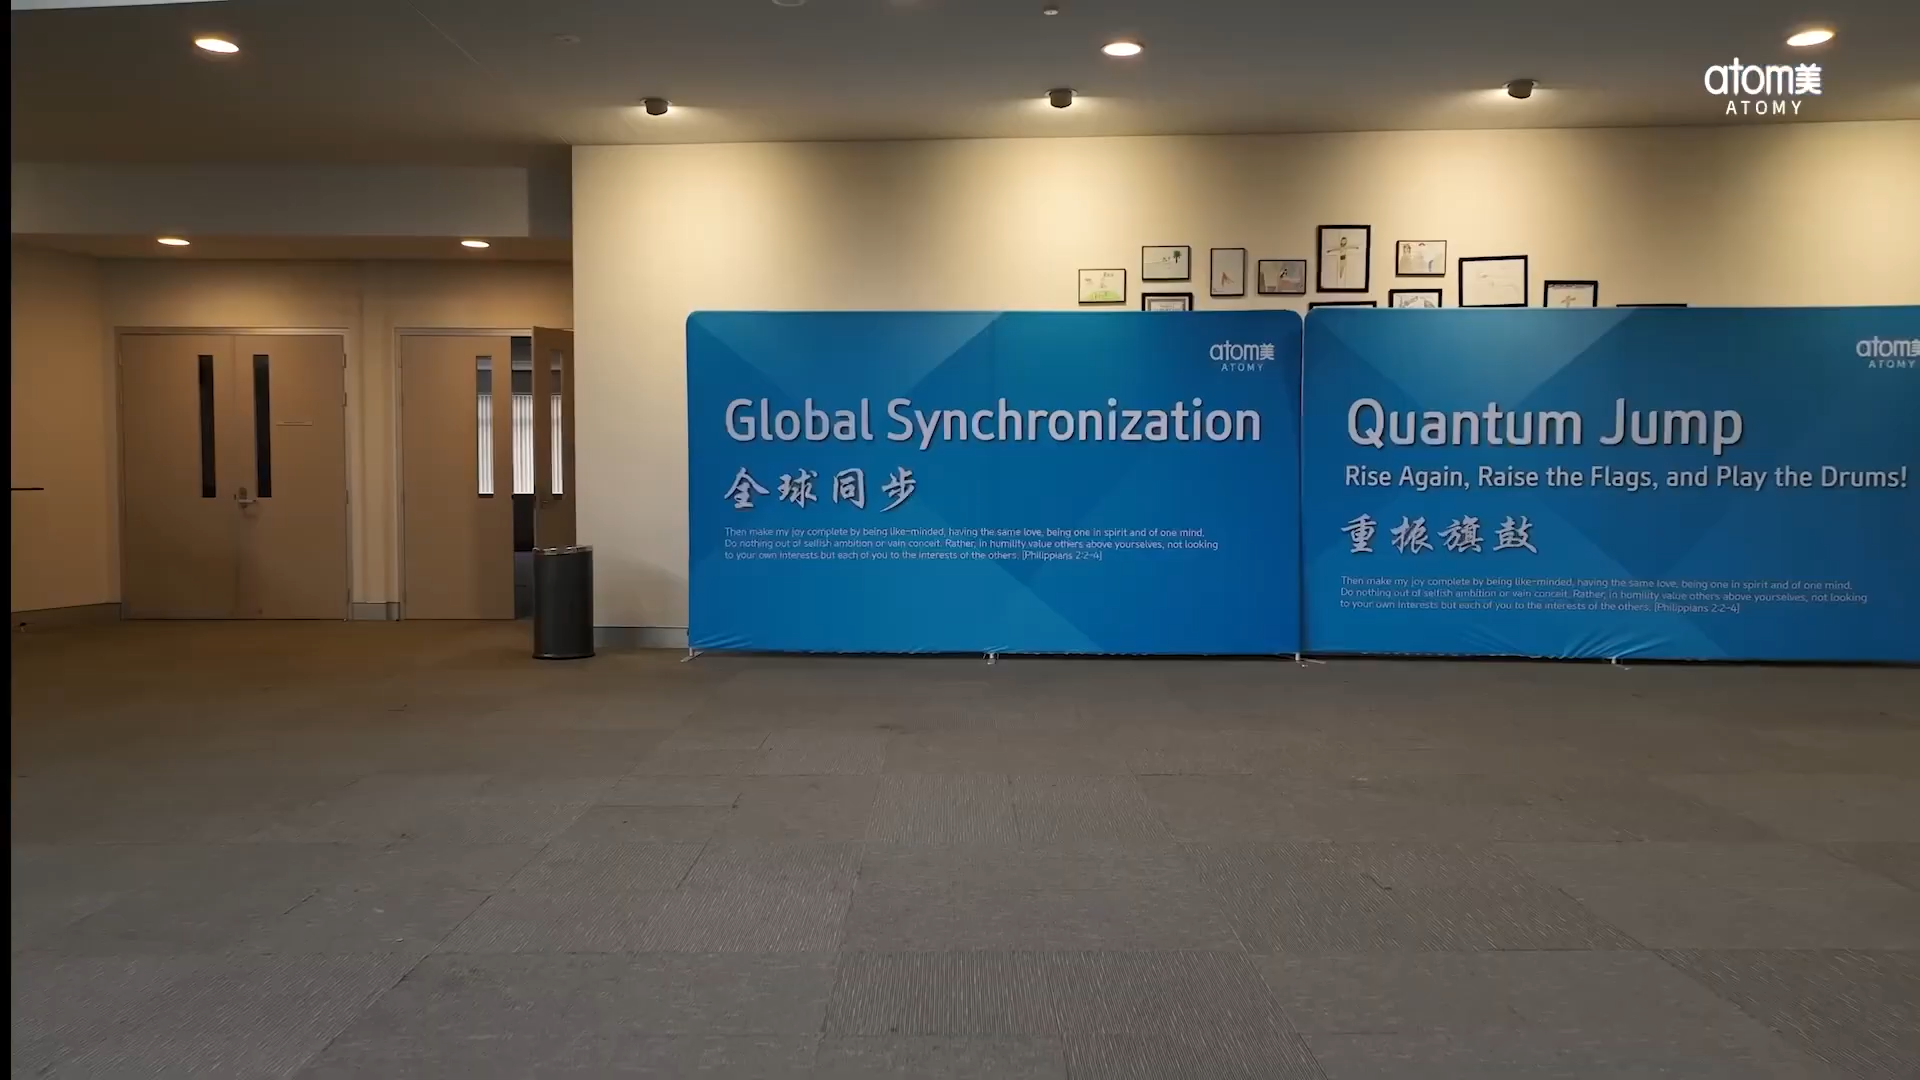 atom美
ATOMY
atom美
ATOMY
Global Synchronization
全球同步
Then make my joy complete by being like-minded, having the same love, being one in spirit and of one mind.
Do nothing out of selfish ambition or vain conceit. Rather, in humility value others above yourselves, not looking
to your own interests but each of you to the interests of the others. [Philippians 2:2-4]
atom美
ATOMY
Quantum Jump
Rise Again, Raise the Flags, and Play the Drums!
重振旗鼓
Then make my joy complete by being like-minded, having the same love, being one in spirit and of one mind.
Do nothing out of selfish ambition or vain conceit. Rather, in humility value others above yourselves, not looking
to your own interests but each of you to the interests of the others. [Philippians 2:2-4]